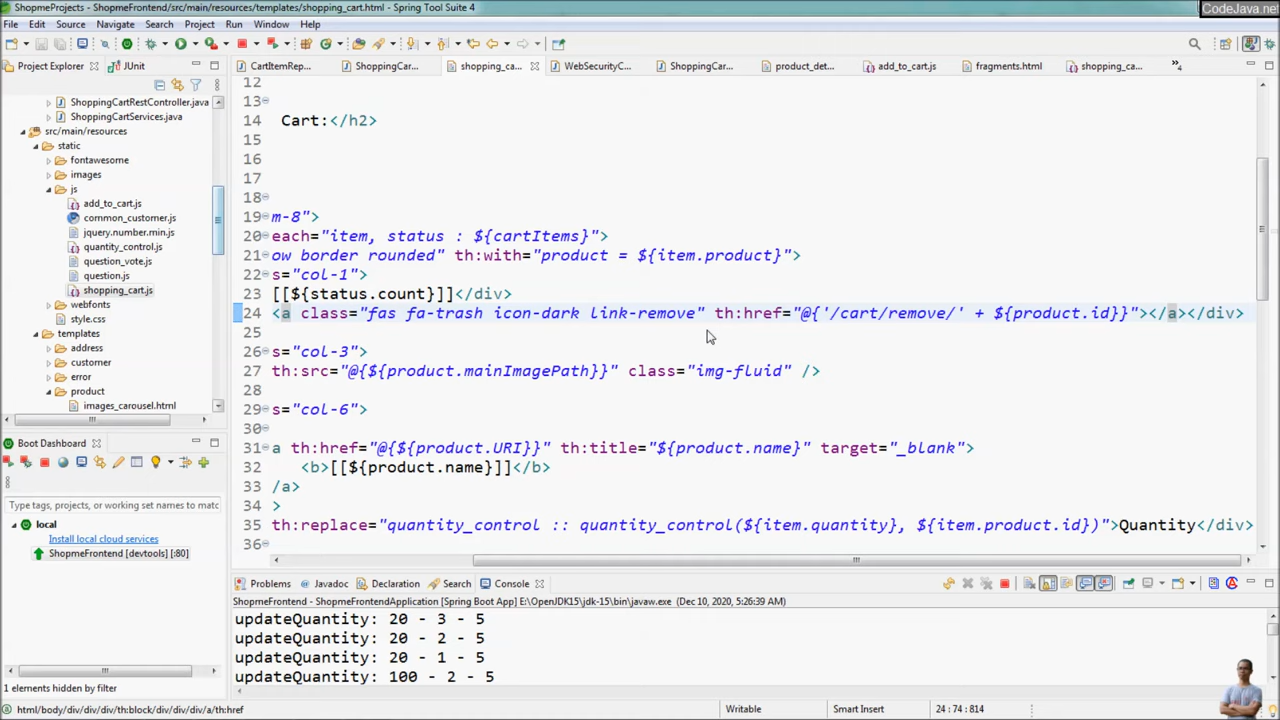 ShopmeProjects - ShopmeFrontend/src/main/resources/templates/shopping_cart.html - Spring Tool Suite 4
CodeJava.net
File Edit Source Navigate Search Project Run Window Help
Project Explorer JUnit
CartItemRep... ShoppingCar... shopping_ca... WebSecurityC... ShoppingCar... product_det... add_to_cart.js fragments.html shopping_ca... 4
ShoppingCartRestController.java
ShoppingCartServices.java
src/main/resources
static
fontawesome
images
js
add_to_cart.js
common_customer.js
jquery.number.min.js
quantity_control.js
question_vote.js
question.js
shopping_cart.js
webfonts
style.css
templates
address
customer
error
product
images_carousel.html
12
13
14 Cart:</h2>
15
16
17
18
19 m-8">
20 each="item, status : ${cartItems}">
21 ow border rounded" th:with="product = ${item.product}">
22 s="col-1">
23 [[${status.count}]]</div>
24 <a class="fas fa-trash icon-dark link-remove" th:href="@{'/cart/remove/' + ${product.id}}"></a></div>
25
26 s="col-3">
27 th:src="@{${product.mainImagePath}}" class="img-fluid" />
28
29 s="col-6">
30
31 a th:href="@{${product.URI}}" th:title="${product.name}" target="_blank">
32 <b>[[${product.name}]]</b>
33 /a>
34 >
35 th:replace="quantity_control :: quantity_control(${item.quantity}, ${item.product.id})">Quantity</div>
36
Boot Dashboard
Type tags, projects, or working set names to matc
local
Install local cloud services
ShopmeFrontend [devtools] [:80]
1 elements hidden by filter
Problems Javadoc Declaration Search Console
ShopmeFrontend - ShopmeFrontendApplication [Spring Boot App] E:\OpenJDK15\jdk-15\bin\javaw.exe (Dec 10, 2020, 5:26:39 AM)
updateQuantity: 20 - 3 - 5
updateQuantity: 20 - 2 - 5
updateQuantity: 20 - 1 - 5
updateQuantity: 100 - 2 - 5
html/body/div/div/div/th:block/div/div/div/a/th:href
Writable
Smart Insert
24 : 74 : 814